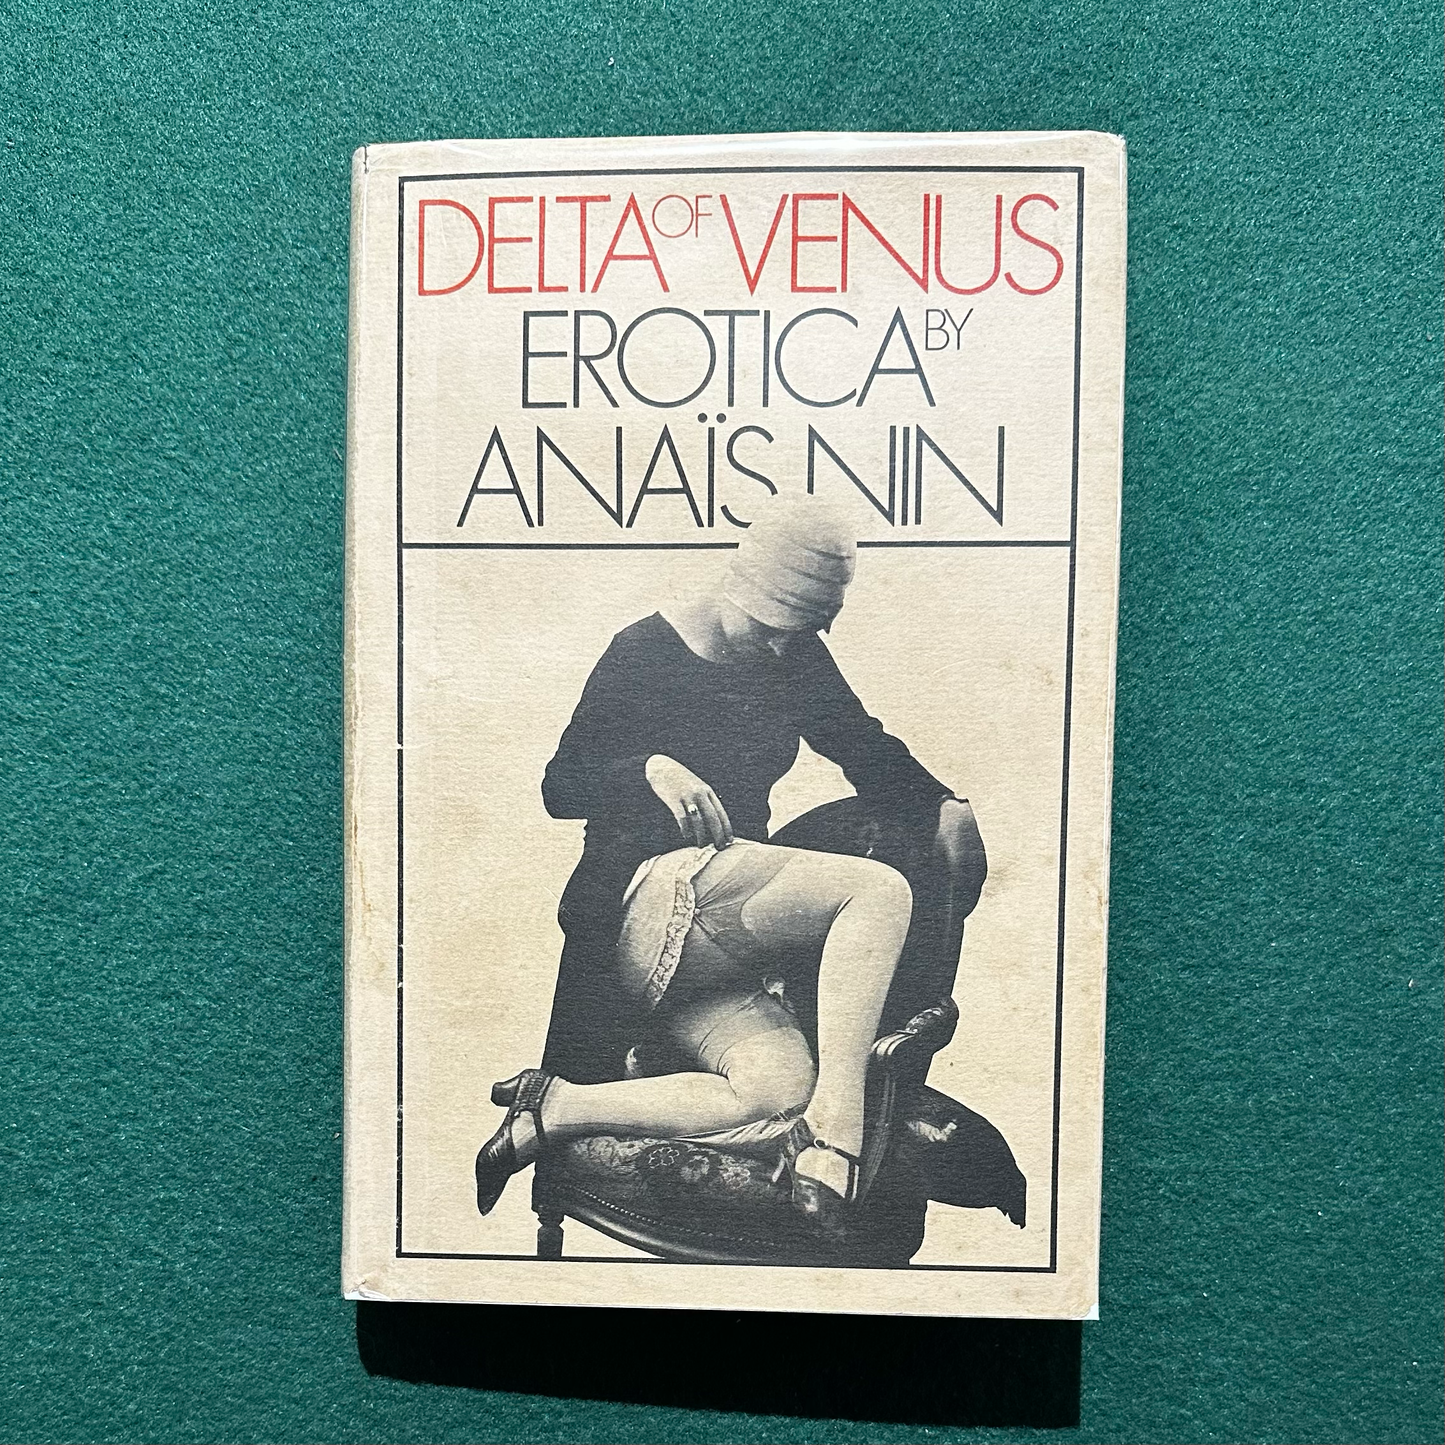 DELTA OF VENUS
EROTICA BY
ANAÏS NIN